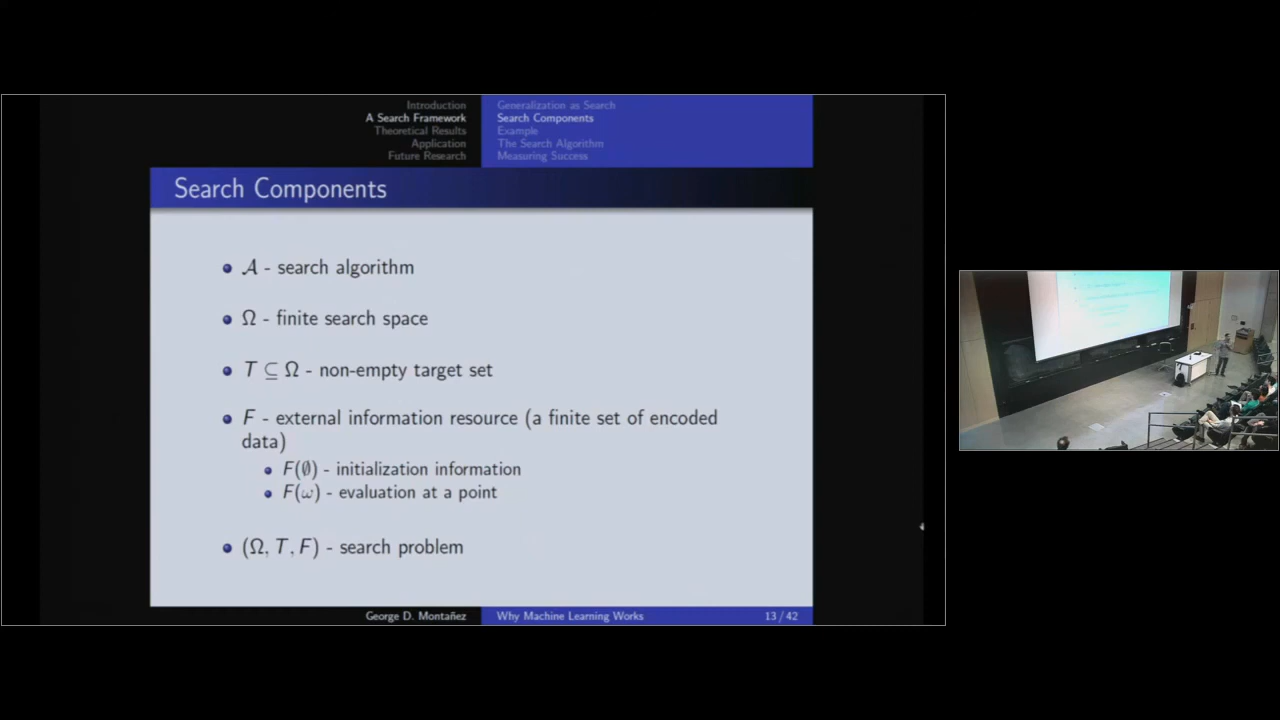 Introduction
A Search Framework
Theoretical Results
Application
Future Research
Generalization as Search
Search Components
Example
The Search Algorithm
Measuring Success
Search Components
𝒜 - search algorithm
Ω - finite search space
T ⊆ Ω - non-empty target set
F - external information resource (a finite set of encoded
data)
F(∅) - initialization information
F(ω) - evaluation at a point
(Ω, T, F) - search problem
George D. Montañez
Why Machine Learning Works
13 / 42